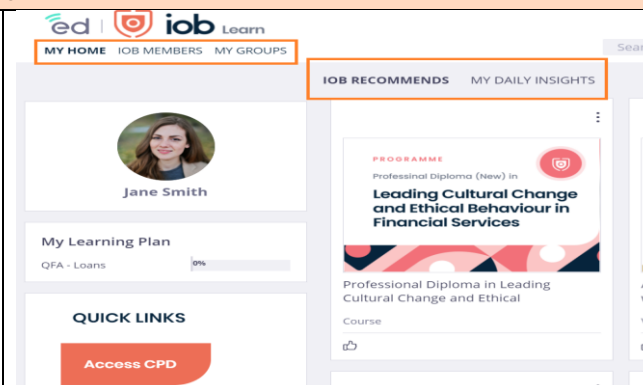 ed | iob Learn
MY HOME IOB MEMBERS MY GROUPS
Sear
IOB RECOMMENDS MY DAILY INSIGHTS
Jane Smith
My Learning Plan
QFA - Loans 0%
QUICK LINKS
Access CPD
PROGRAMME
Professinal Diploma (New) in
Leading Cultural Change
and Ethical Behaviour in
Financial Services
Professional Diploma in Leading
Cultural Change and Ethical
Course